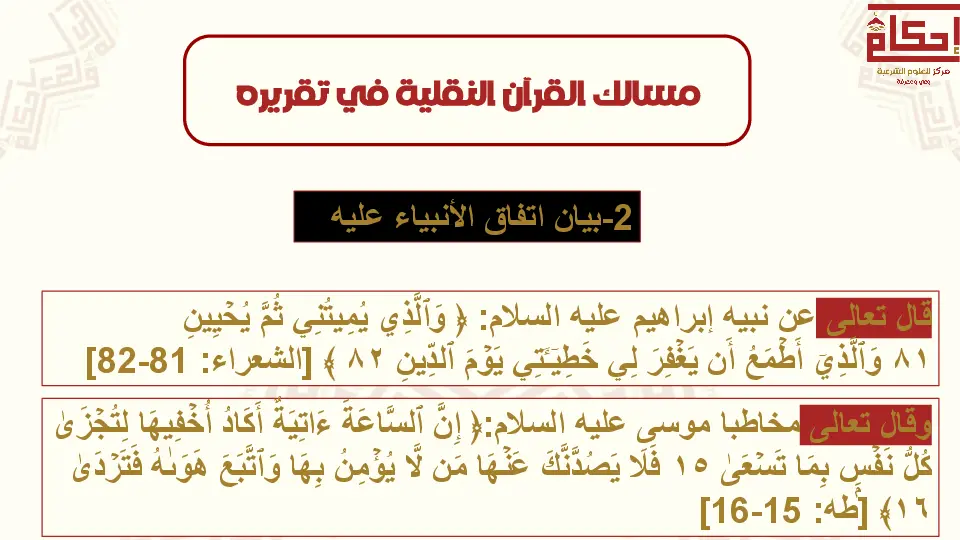 إحكام
مركز للعلوم الشرعية
وعي ومعرفة
مسالك القرآن النقلية في تقريره
2-بيان اتفاق الأنبياء عليه
قال تعالى عن نبيه إبراهيم عليه السلام: ﴿ وَٱلَّذِي يُمِيتُنِي ثُمَّ يُحۡيِينِ
٨١ وَٱلَّذِيٓ أَطۡمَعُ أَن يَغۡفِرَ لِي خَطِيٓـَٔتِي يَوۡمَ ٱلدِّينِ ٨٢ ﴾ [الشعراء: 81-82]
وقال تعالى مخاطبا موسى عليه السلام:﴿ إِنَّ ٱلسَّاعَةَ ءَاتِيَةٌ أَكَادُ أُخۡفِيهَا لِتُجۡزَىٰ
كُلُّ نَفۡسِۭ بِمَا تَسۡعَىٰ ١٥ فَلَا يَصُدَّنَّكَ عَنۡهَا مَن لَّا يُؤۡمِنُ بِهَا وَٱتَّبَعَ هَوَىٰهُ فَتَرۡدَىٰ
١٦﴾ [طه: 15-16]